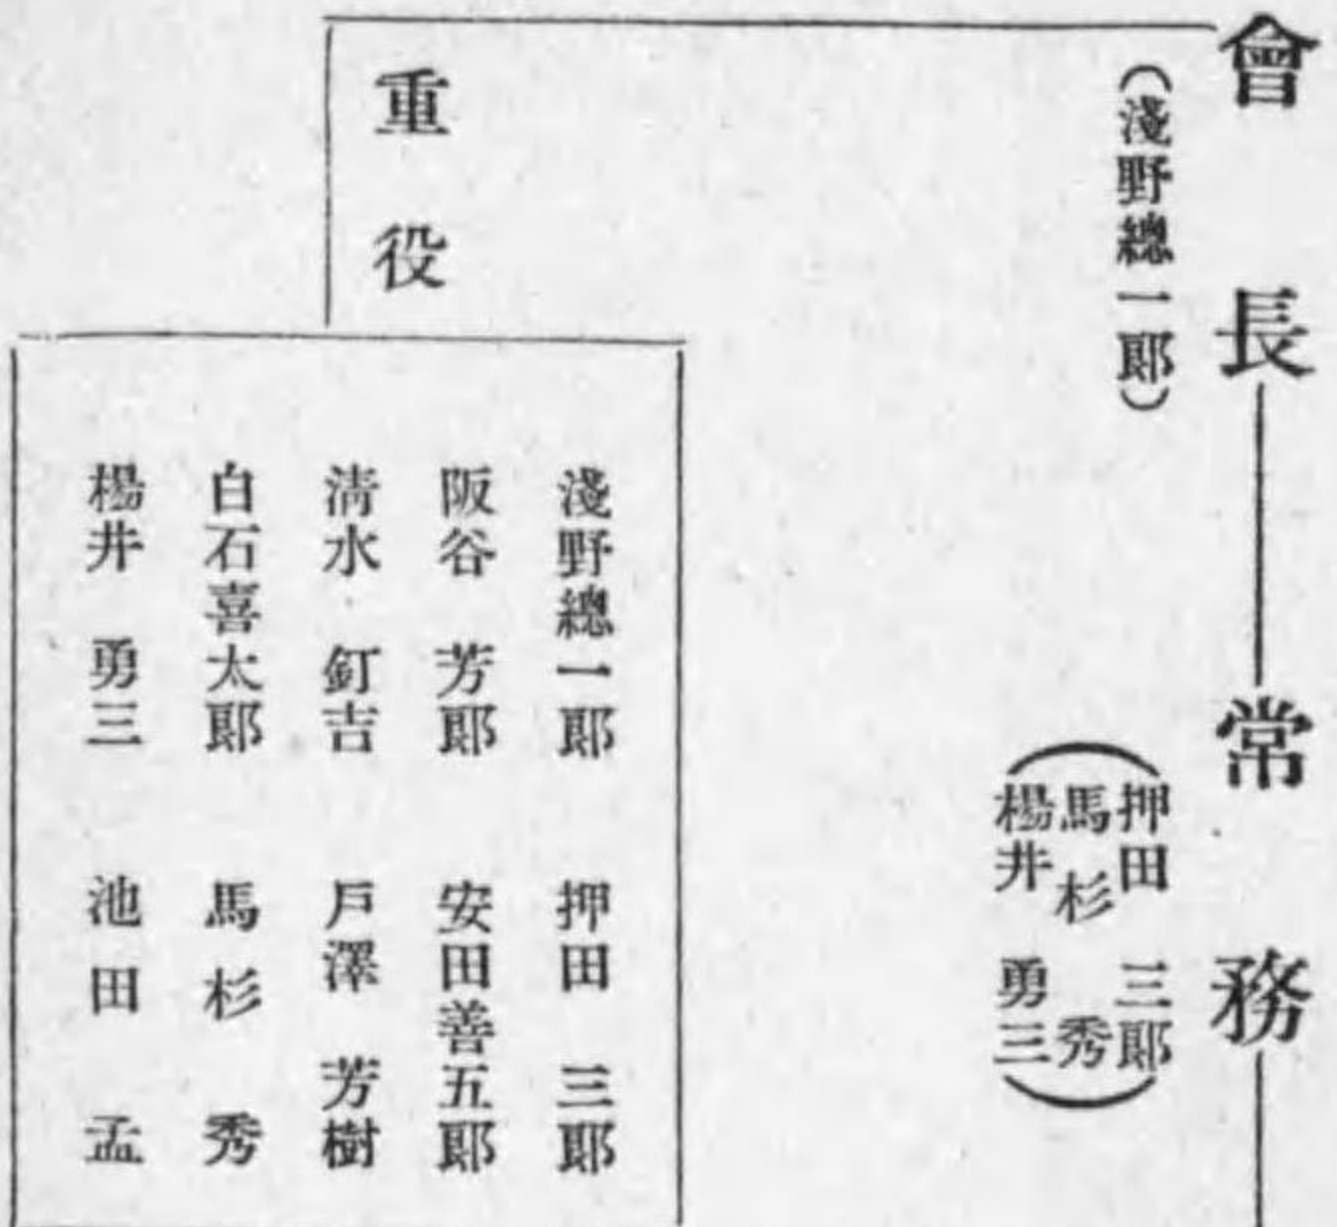 會長
(淺野總一郎)
常務
(押田三郎
馬杉秀
楊井勇三)
重役
淺野總一郎 押田三郎
阪谷芳郎 安田善五郎
淸水釘吉 戶澤芳樹
白石喜太郎 馬杉秀
楊井勇三 池田孟